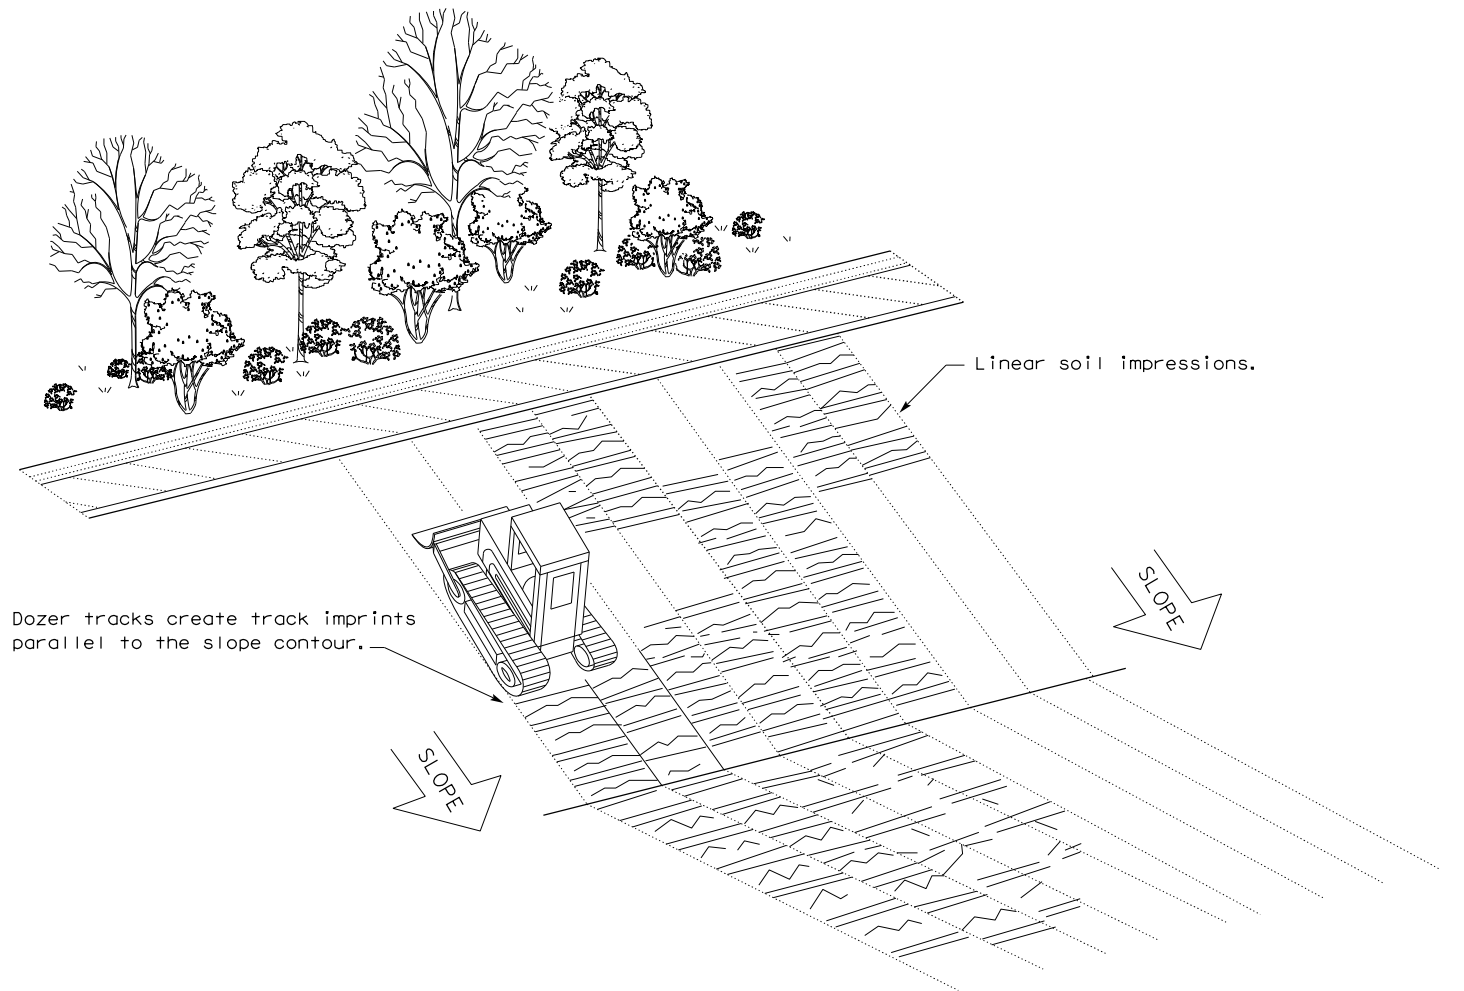 Linear soil impressions.
SLOPE
Dozer tracks create track imprints
parallel to the slope contour.
SLOPE